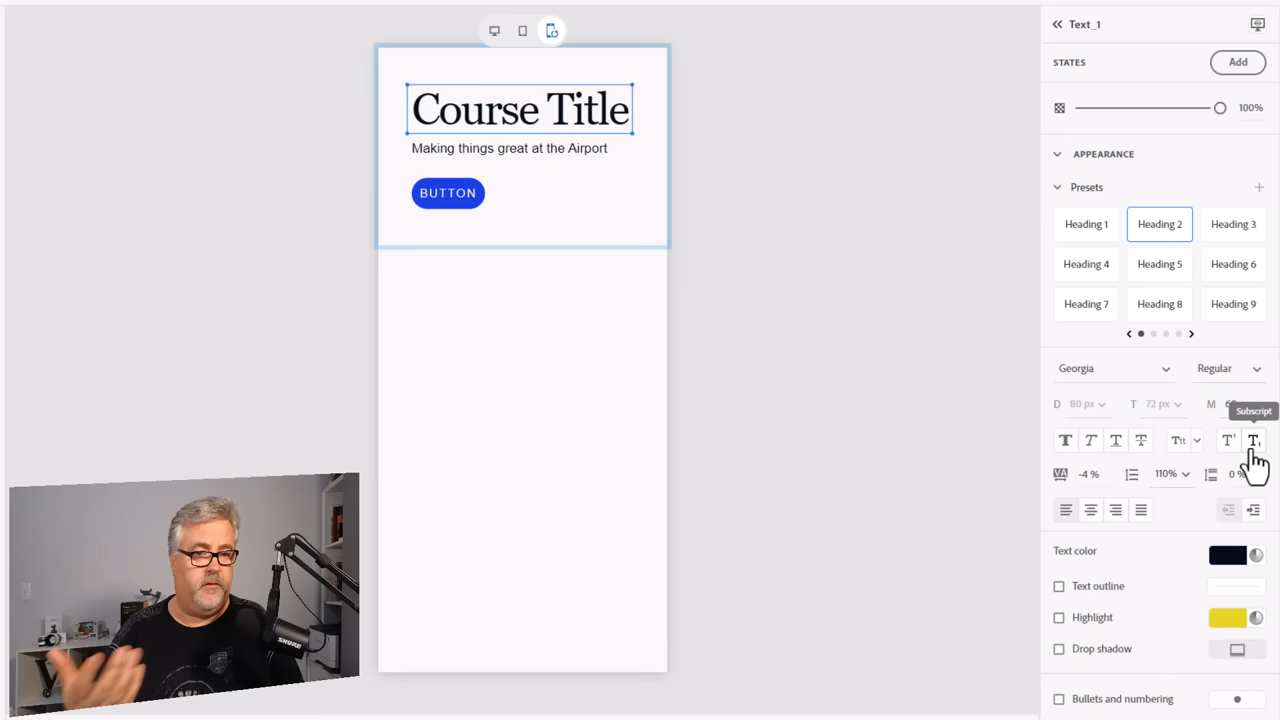 Text_1
STATES
Add
100%
Course Title
Making things great at the Airport
BUTTON
APPEARANCE
Presets
Heading 1 Heading 2 Heading 3
Heading 4 Heading 5 Heading 6
Heading 7 Heading 8 Heading 9
Georgia Regular
D 80 px T 72 px M
Subscript
-4 % 110% 0 %
Text color
Text outline
Highlight
Drop shadow
Bullets and numbering
SHURE